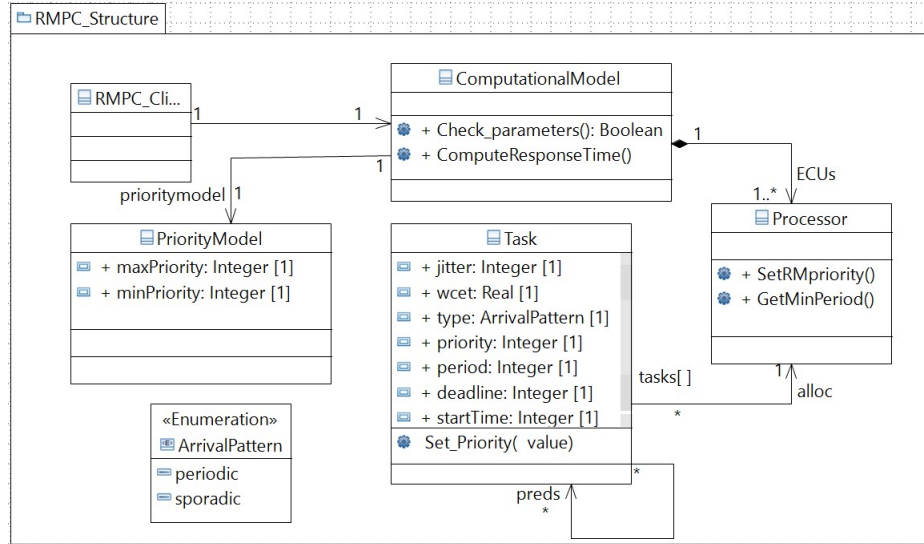 RMPC_Structure
RMPC_Cli...
ComputationalModel
+ Check_parameters(): Boolean
+ ComputeResponseTime()
1
1
1
1
prioritymodel
1
ECUs
1..*
PriorityModel
+ maxPriority: Integer [1]
+ minPriority: Integer [1]
Task
+ jitter: Integer [1]
+ wcet: Real [1]
+ type: ArrivalPattern [1]
+ priority: Integer [1]
+ period: Integer [1]
+ deadline: Integer [1]
+ startTime: Integer [1]
Set_Priority( value)
Processor
+ SetRMpriority()
+ GetMinPeriod()
tasks[ ]
*
1
alloc
«Enumeration»
ArrivalPattern
periodic
sporadic
*
preds
*